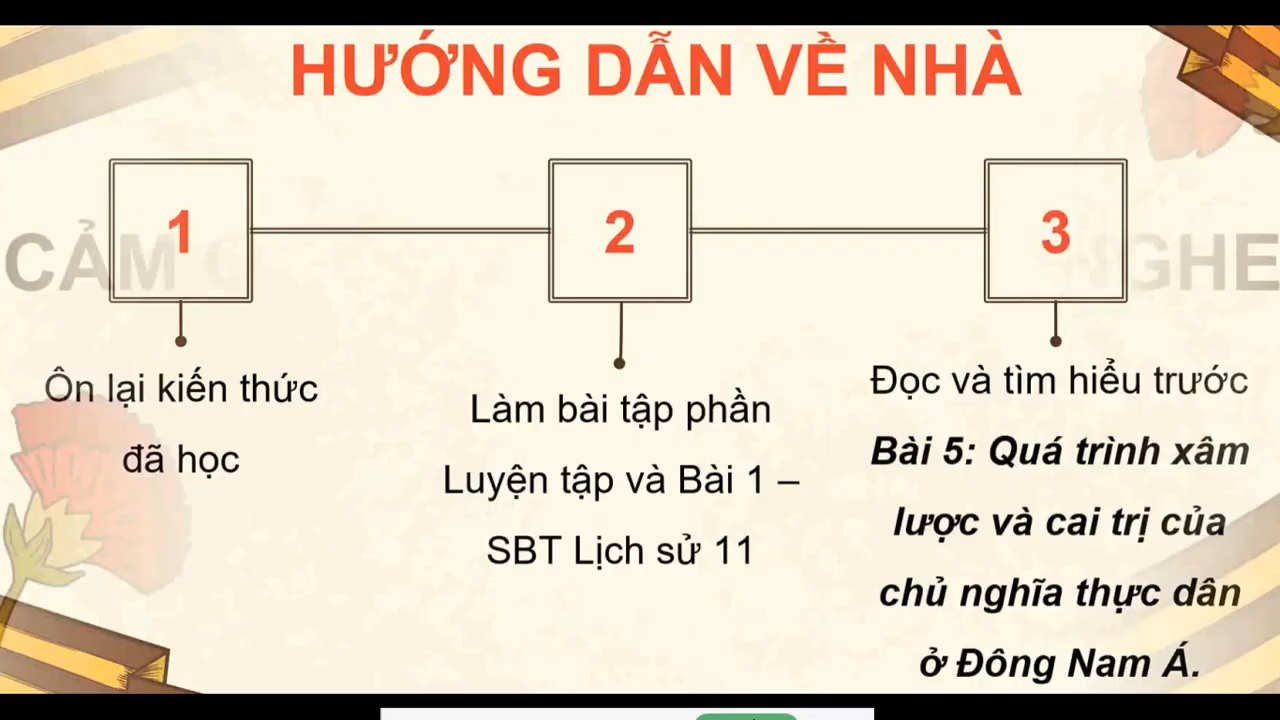 HƯỚNG DẪN VỀ NHÀ
1
2
3
CẢM
NGHE
Ôn lại kiến thức
đã học
Làm bài tập phần
Luyện tập và Bài 1 –
SBT Lịch sử 11
Đọc và tìm hiểu trước
Bài 5: Quá trình xâm
lược và cai trị của
chủ nghĩa thực dân
ở Đông Nam Á.